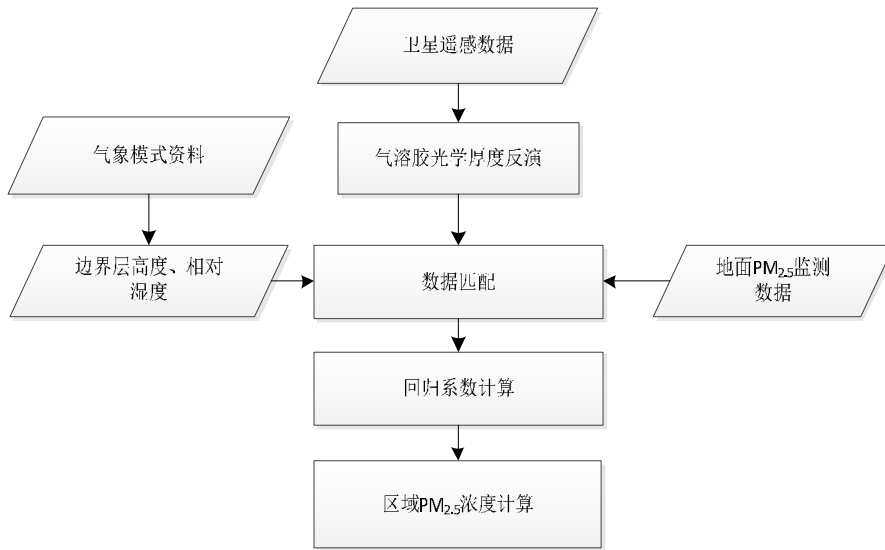 卫星遥感数据
气象模式资料
气溶胶光学厚度反演
边界层高度、相对
湿度
数据匹配
地面PM2.5监测
数据
回归系数计算
区域PM2.5浓度计算